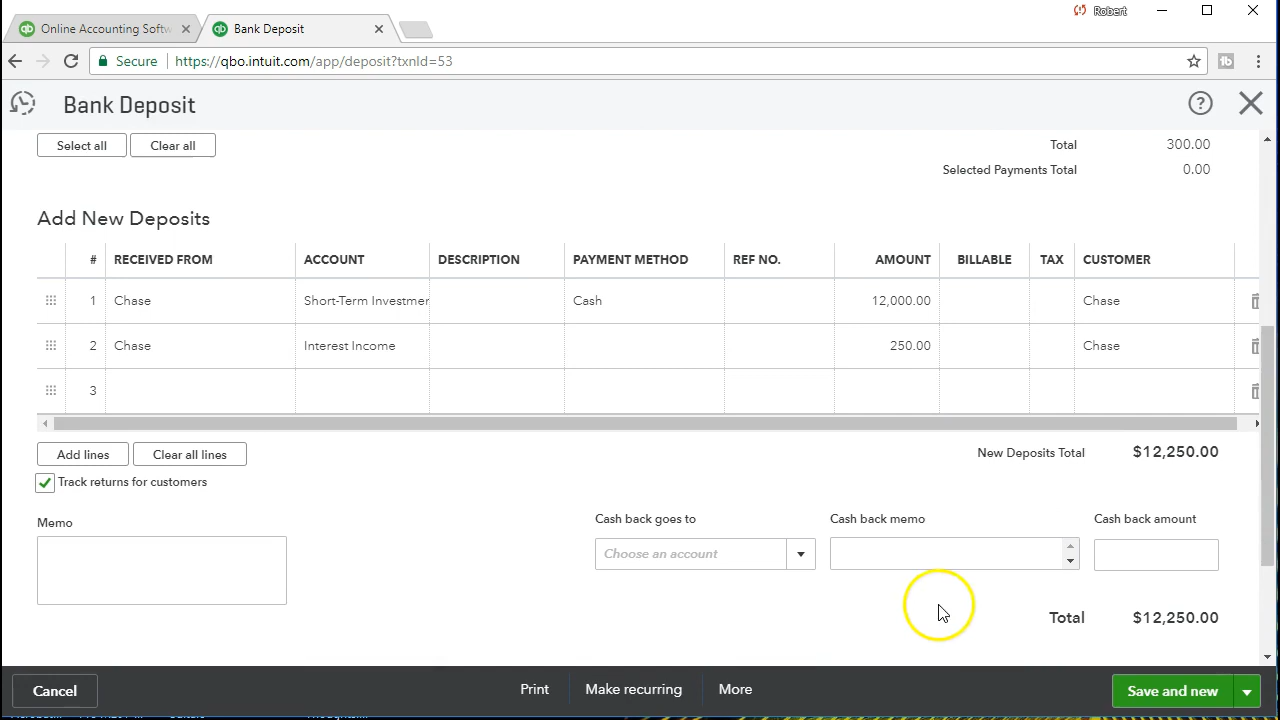 Robert
Online Accounting Softw
Bank Deposit
Secure https://qbo.intuit.com/app/deposit?txnId=53
Bank Deposit
Select all Clear all
Total 300.00
Selected Payments Total 0.00
Add New Deposits
# RECEIVED FROM ACCOUNT DESCRIPTION PAYMENT METHOD REF NO. AMOUNT BILLABLE TAX CUSTOMER
1 Chase Short-Term Investmen Cash 12,000.00 Chase
2 Chase Interest Income 250.00 Chase
3
Add lines Clear all lines New Deposits Total $12,250.00
Track returns for customers
Memo Cash back goes to Cash back memo Cash back amount
Choose an account
Total $12,250.00
Cancel Print Make recurring More Save and new